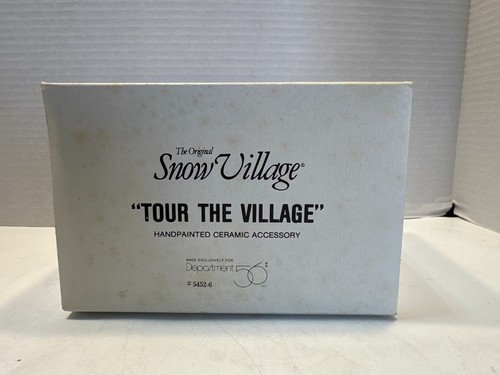 The Original
Snow Village©
"TOUR THE VILLAGE"
HANDPAINTED CERAMIC ACCESSORY
MADE EXCLUSIVELY FOR
Department 56®
#5452-6